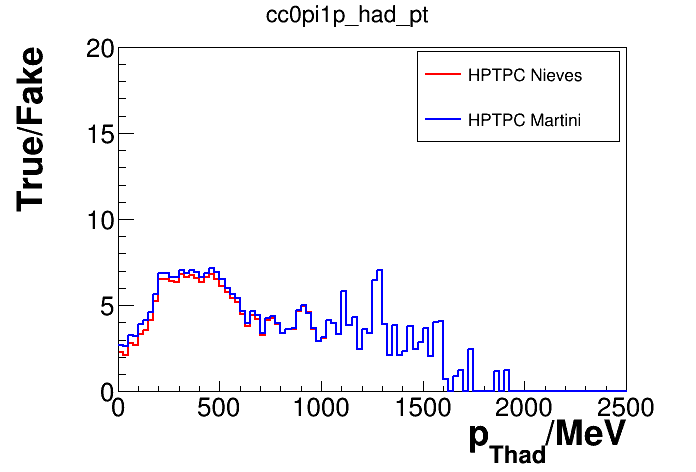 cc0pi1p_had_pt
True/Fake
20
15
10
5
0
HPTPC Nieves
HPTPC Martini
0 500 1000 1500 2000 2500
p_Thad/MeV